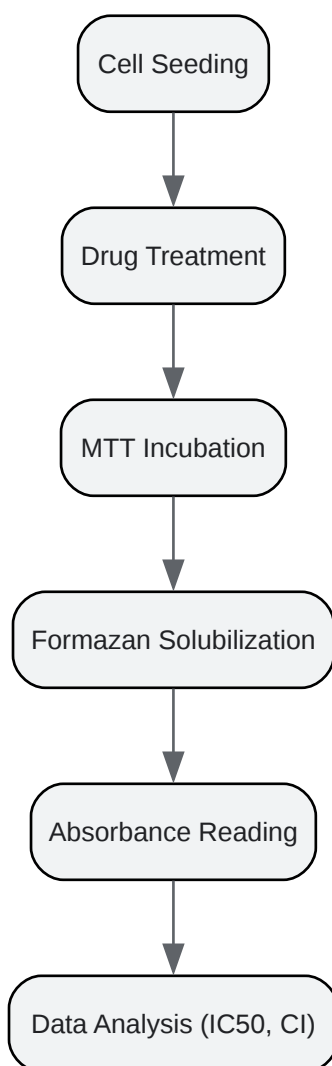 Cell Seeding
Drug Treatment
MTT Incubation
Formazan Solubilization
Absorbance Reading
Data Analysis (IC50, CI)